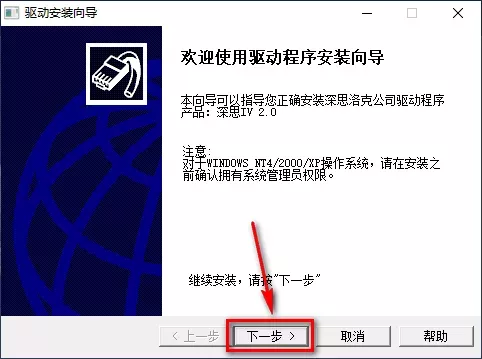 驱动安装向导
欢迎使用驱动程序安装向导
本向导可以指导您正确安装深思洛克公司驱动程序
产品：深思IV 2.0
注意:
对于WINDOWS NT4/2000/XP操作系统，请在安装之
前确认拥有系统管理员权限。
继续安装，请按"下一步"
< 上一步 下一步 > 取消 帮助